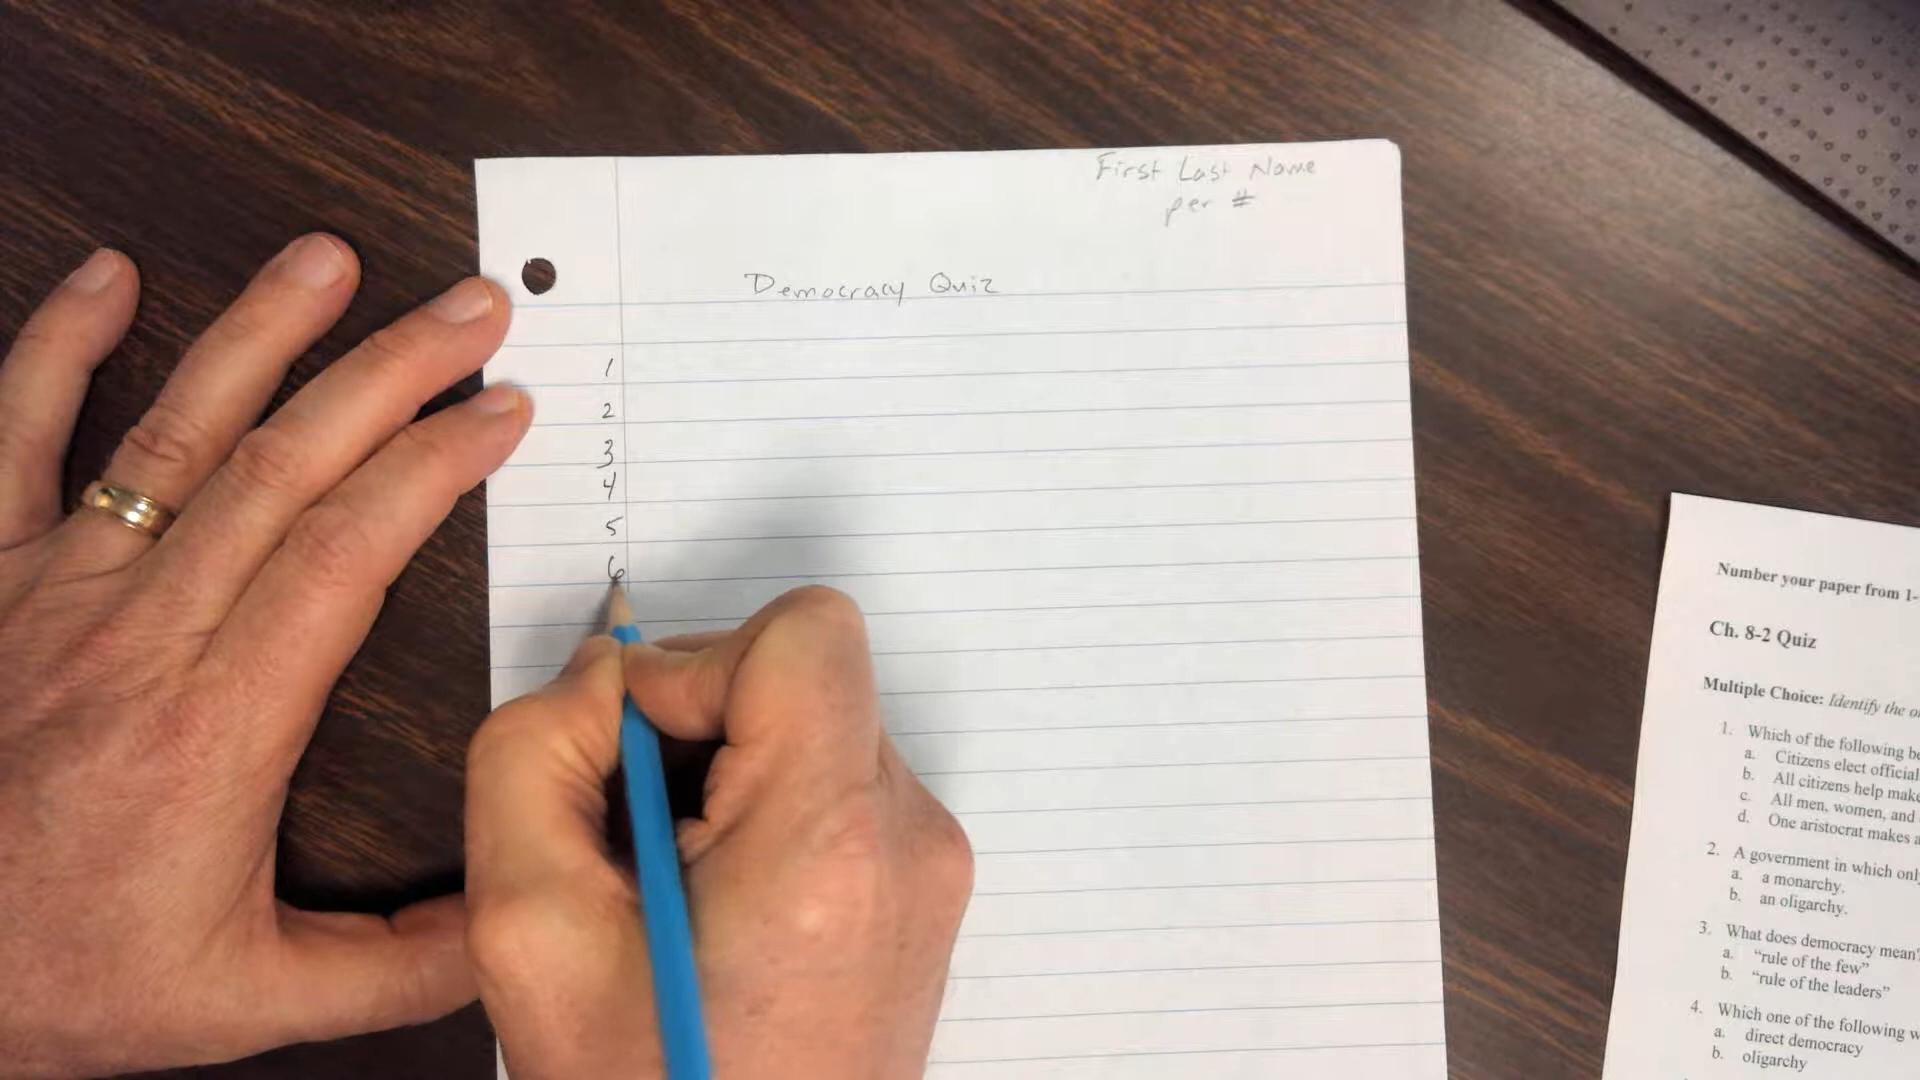 First Last Name
per #
Democracy Quiz
1
2
3
4
5
6
Number your paper from 1-
Ch. 8-2 Quiz
Multiple Choice: Identify the
1. Which of the following
a. Citizens elect official
b. All citizens help make
c. All men, women, and
d. One aristocrat makes
2. A government in which only
a. a monarchy.
b. an oligarchy.
3. What does democracy mean
a. “rule of the few”
b. “rule of the leaders”
4. Which one of the following
a. direct democracy
b. oligarchy